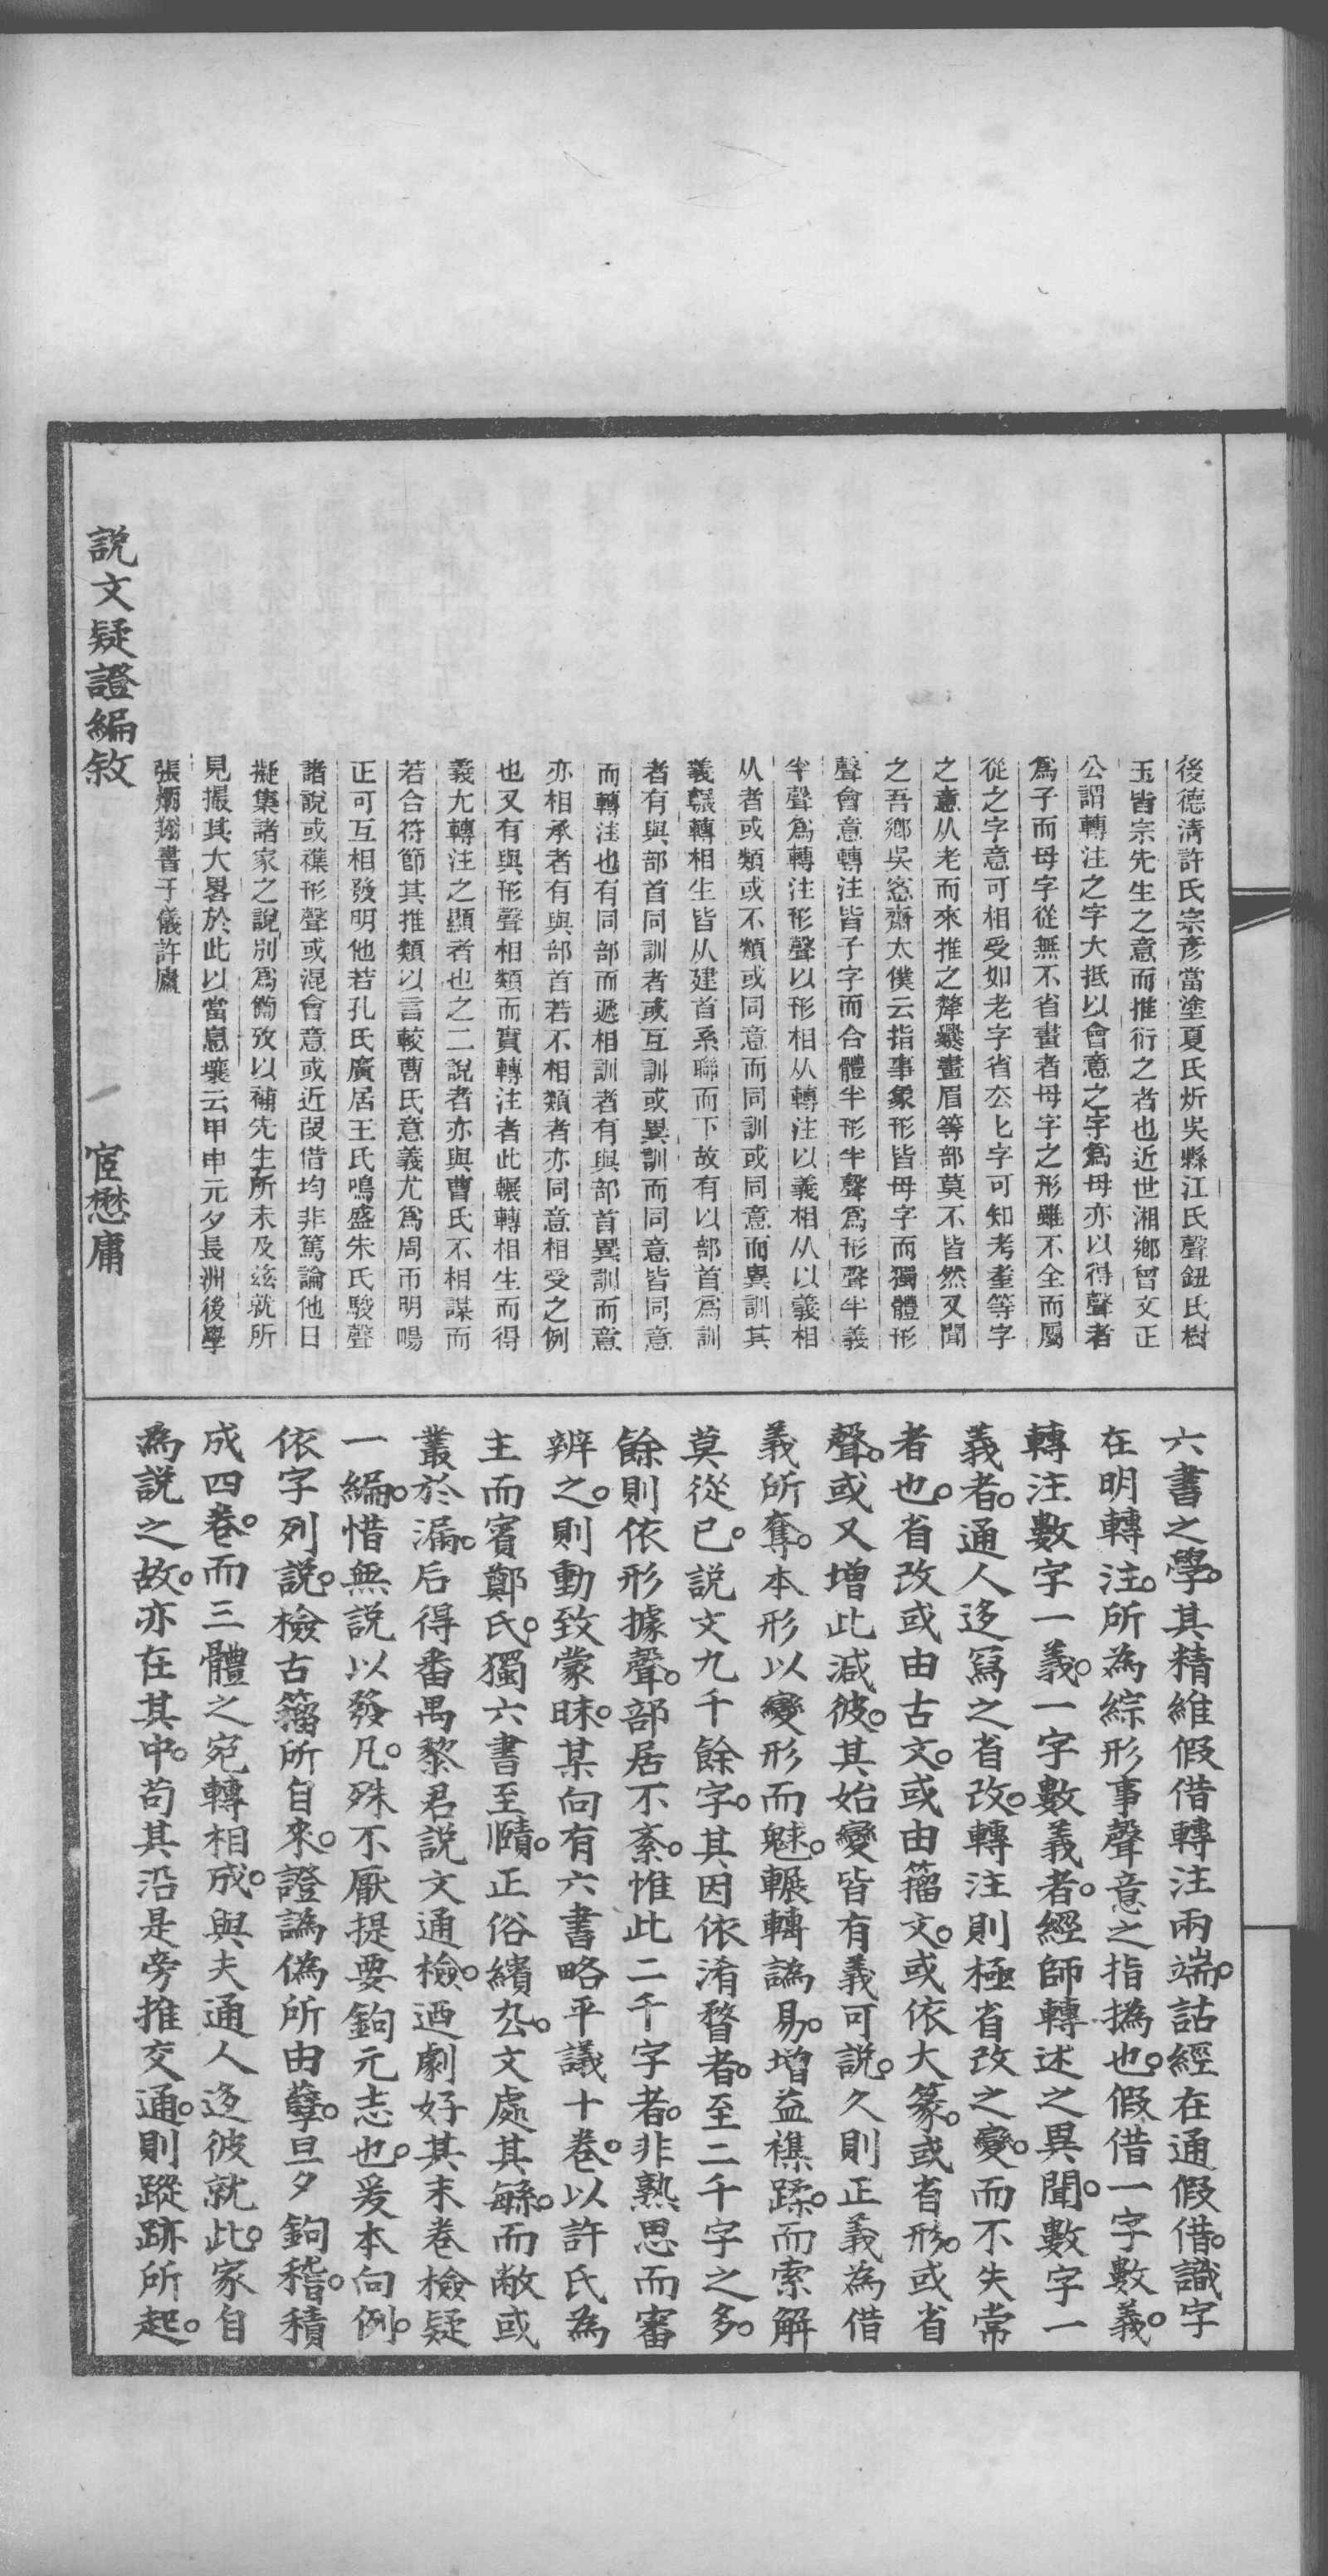 後德清許氏宗彦當塗夏氏炘吳縣江氏聲鈕氏樹
玉皆宗先生之意而推衍之者也近世湘鄉曾文正
公謂轉注之字大抵以會意之字爲母亦以得聲者
爲子而母字從無不省畫者母字之形雖不全而屬
從之字意可相受如老字省去匕字可知考耊等字
之意从老而來推之犛爨畫眉等部莫不皆然又聞
之吾鄉吳窓齋太僕云指事象形皆母字而獨體形
聲會意轉注皆子字而合體半形半聲爲形聲半義
半聲爲轉注形聲以形相从轉注以義相从以義相
从者或類或不類或同意而同訓或同意而異訓其
義輾轉相生皆从建首系聯而下故有以部首爲訓
者有與部首同訓者或互訓或異訓而同意皆同意
而轉注也有同部而遞相訓者有與部首異訓而意
亦相承者有與部首若不相類者亦同意相受之例
也又有與形聲相類而實轉注者此輾轉相生而得
義尤轉注之顯者也之二說者亦與曹氏不相謀而
若合符節其推類以言較曹氏意義尤爲周而明暢
正可互相發明他若孔氏廣居王氏鳴盛朱氏駿聲
諸說或襍形聲或混會意或近叚借均非篤論他日
擬集諸家之說別爲簡攷以補先生所未及茲就所
見撮其大畧於此以當息壤云甲申元夕長洲後學
張炳翔書于儀許廬
說文疑證編敘　宦懋庸
六書之學。其精維假借轉注兩端。詁經在通假借。識字
在明轉注。所為綜形事聲意之指撝也。假借一字數義。
轉注數字一義。一字數義者。經師轉述之異聞。數字一
義者。通人迻寫之省改。轉注則極省改之變。而不失常
者也。省改或由古文。或由籀文。或依大篆。或省形。或省
聲。或又增此減彼。其始變皆有義可說。久則正義為借
義所奪。本形以變形而魅。輾轉譌易。增益襍蹂。而索解
莫從已。說文九千餘字。其因依淆瞀者。至二千字之多。
餘則依形據聲。部居不紊。惟此二千字者。非熟思而審
辨之。則動致蒙昧。某向有六書略平議十卷。以許氏為
主而賓鄭氏。獨六書至賾。正俗繽厹。文處其緐。而敝或
叢於漏。后得番禺黎君說文通檢。迺劇好其末卷檢疑
一編。惜無說以發凡。殊不厭提要鉤元志也。爰本向例。
依字列說。檢古籀所自來。證譌偽所由孽。旦夕鉤稽。積
成四卷。而三體之宛轉相成。與夫通人迻彼就此。家自
為說之故。亦在其中。苟其沿是旁推交通。則蹤跡所起。